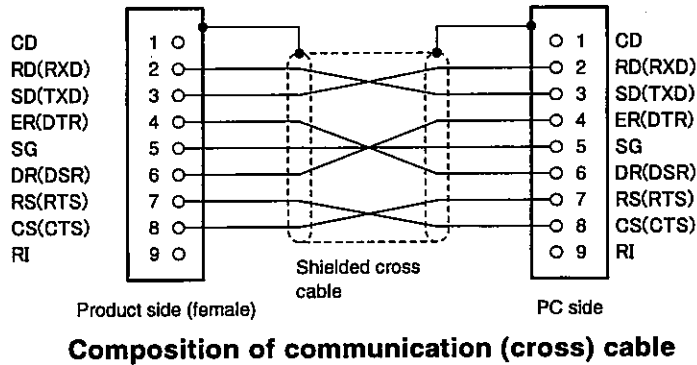 CD 1 1 CD
RD(RXD) 2 2 RD(RXD)
SD(TXD) 3 3 SD(TXD)
ER(DTR) 4 4 ER(DTR)
SG 5 5 SG
DR(DSR) 6 6 DR(DSR)
RS(RTS) 7 7 RS(RTS)
CS(CTS) 8 8 CS(CTS)
RI 9 9 RI
Shielded cross
cable
Product side (female) PC side
Composition of communication (cross) cable